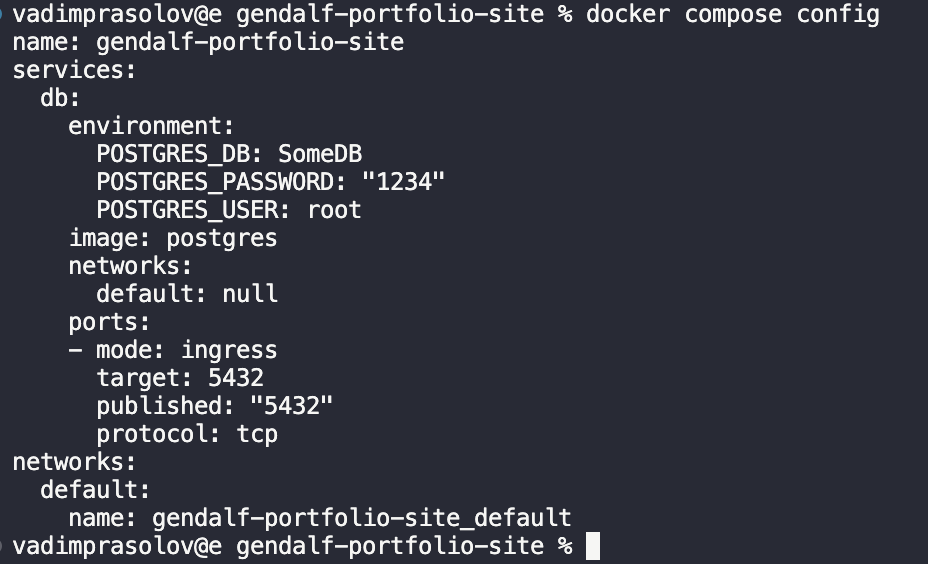 vadimprasolov@e gendalf-portfolio-site % docker compose config
name: gendalf-portfolio-site
services:
  db:
    environment:
      POSTGRES_DB: SomeDB
      POSTGRES_PASSWORD: "1234"
      POSTGRES_USER: root
    image: postgres
    networks:
      default: null
    ports:
    - mode: ingress
      target: 5432
      published: "5432"
      protocol: tcp
networks:
  default:
    name: gendalf-portfolio-site_default
vadimprasolov@e gendalf-portfolio-site %